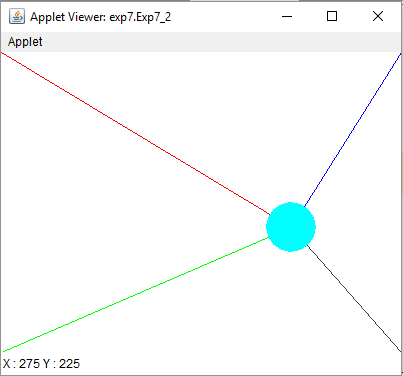 Applet Viewer: exp7.Exp7_2
Applet
X : 275 Y : 225